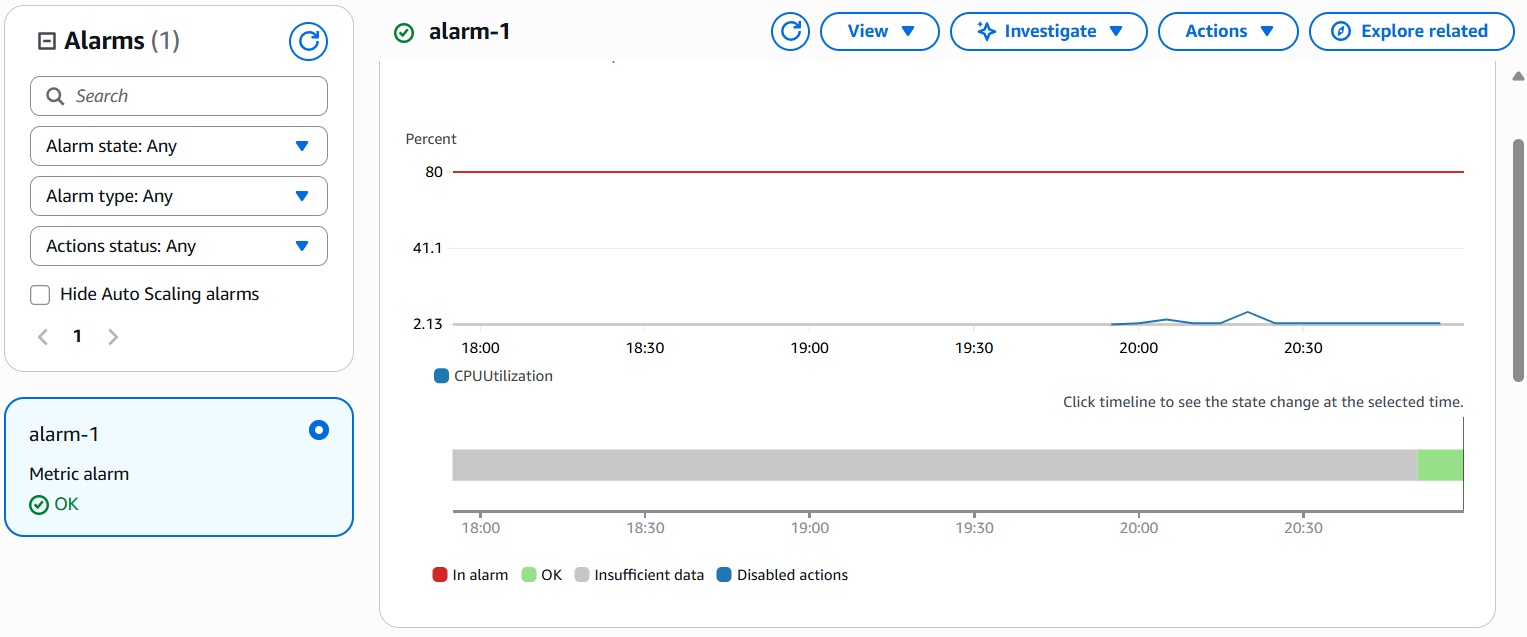 Alarms (1)
Search
Alarm state: Any
Alarm type: Any
Actions status: Any
Hide Auto Scaling alarms
1
alarm-1
Metric alarm
OK
alarm-1
View
Investigate
Actions
Explore related
Percent
80
41.1
2.13
18:00 18:30 19:00 19:30 20:00 20:30
CPUUtilization
Click timeline to see the state change at the selected time.
18:00 18:30 19:00 19:30 20:00 20:30
In alarm OK Insufficient data Disabled actions